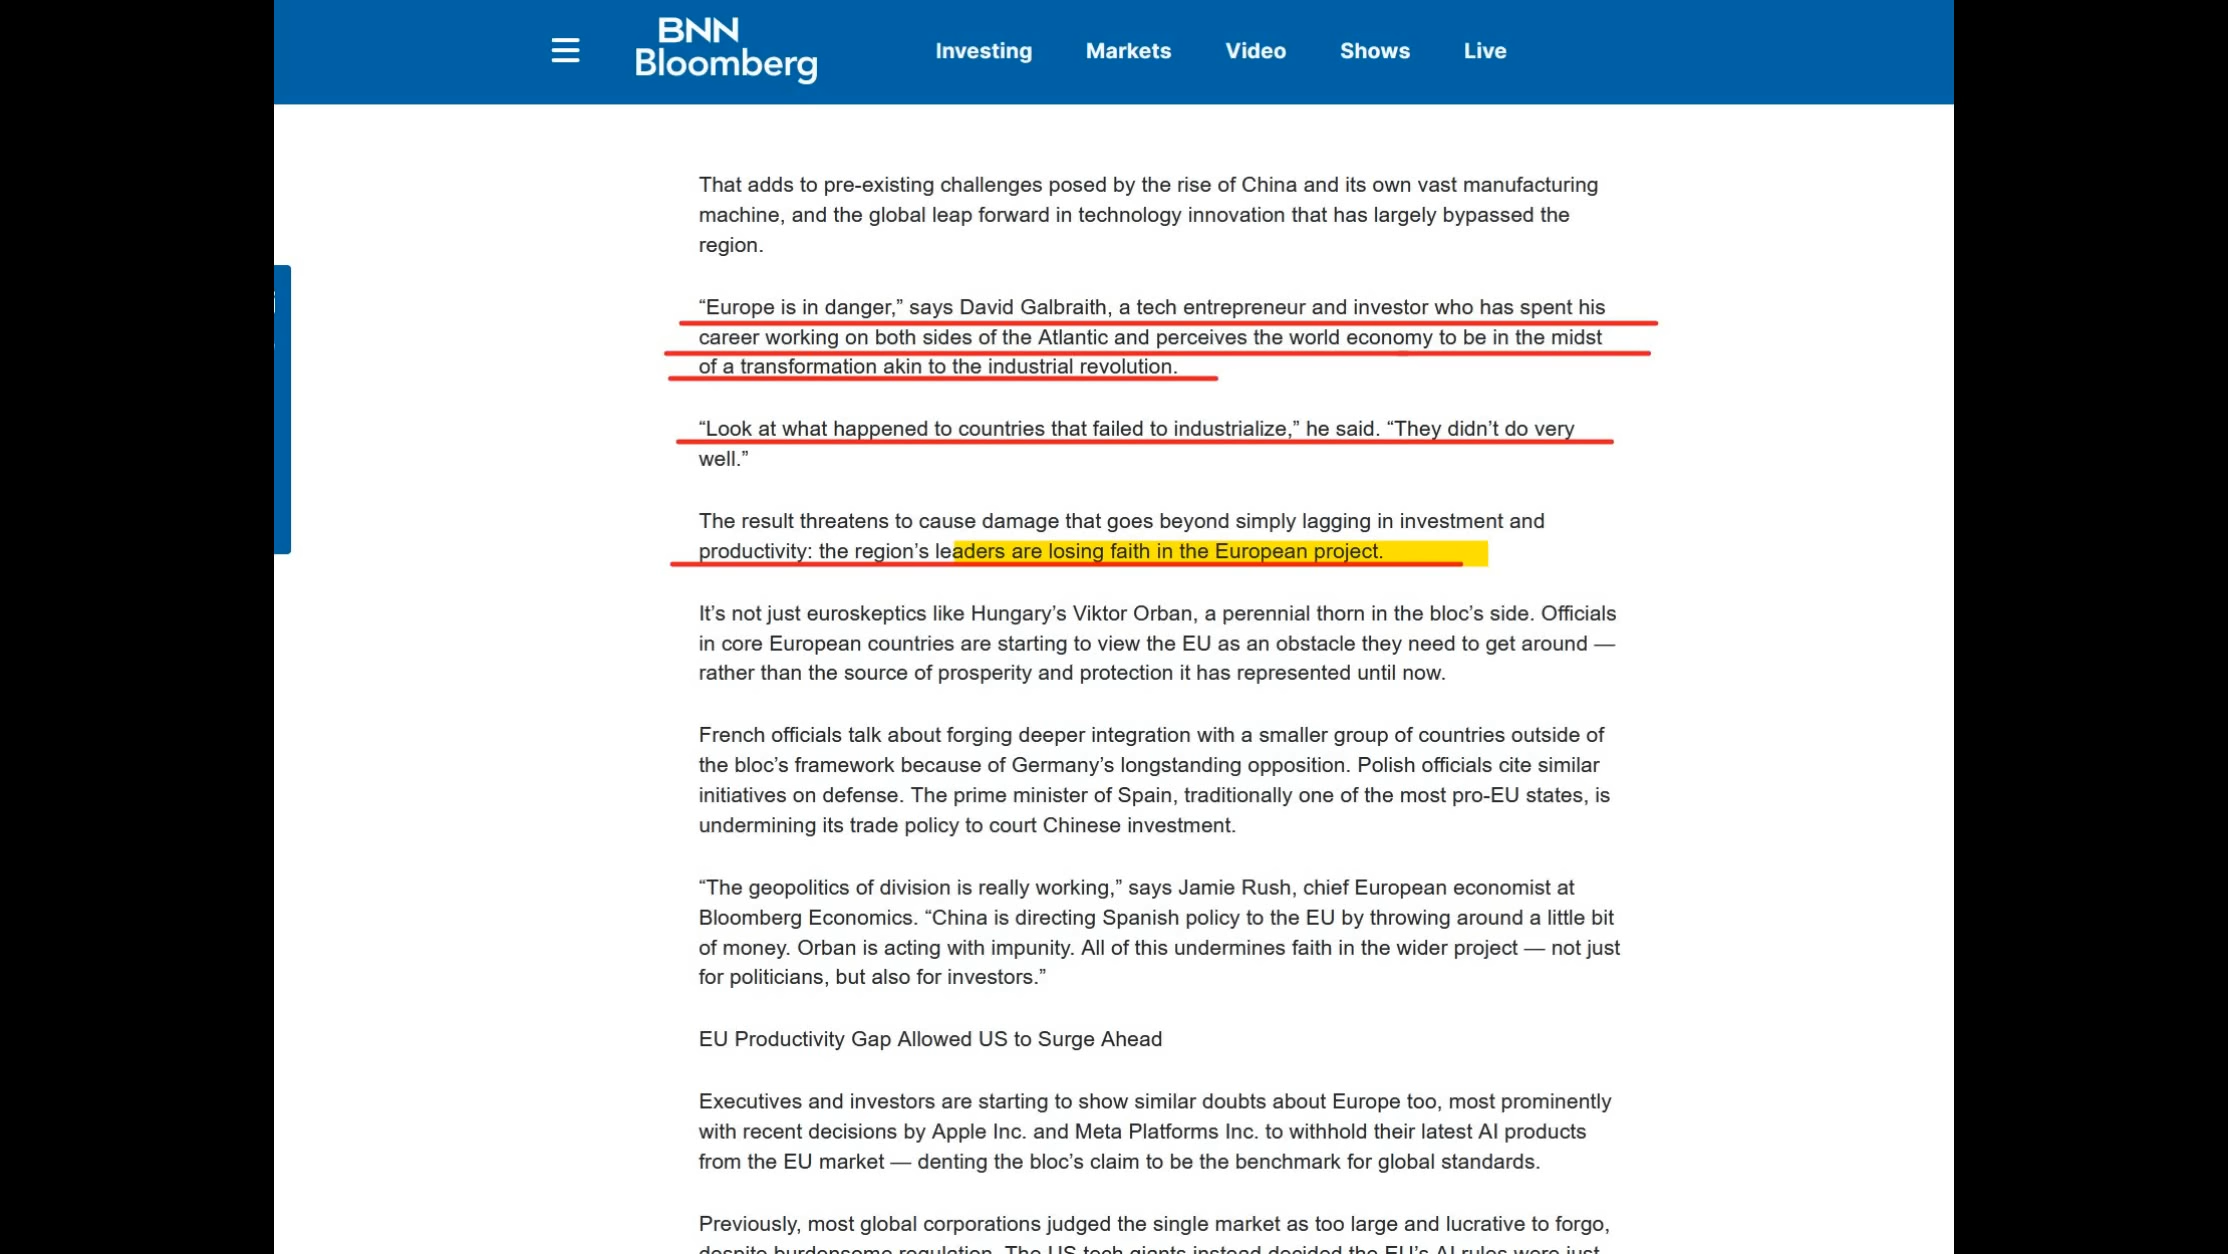 BNN
Bloomberg
Investing
Markets
Video
Shows
Live
That adds to pre-existing challenges posed by the rise of China and its own vast manufacturing
machine, and the global leap forward in technology innovation that has largely bypassed the
region.
“Europe is in danger,” says David Galbraith, a tech entrepreneur and investor who has spent his
career working on both sides of the Atlantic and perceives the world economy to be in the midst
of a transformation akin to the industrial revolution.
“Look at what happened to countries that failed to industrialize,” he said. “They didn’t do very
well.”
The result threatens to cause damage that goes beyond simply lagging in investment and
productivity: the region’s leaders are losing faith in the European project.
It’s not just euroskeptics like Hungary’s Viktor Orban, a perennial thorn in the bloc’s side. Officials
in core European countries are starting to view the EU as an obstacle they need to get around —
rather than the source of prosperity and protection it has represented until now.
French officials talk about forging deeper integration with a smaller group of countries outside of
the bloc’s framework because of Germany’s longstanding opposition. Polish officials cite similar
initiatives on defense. The prime minister of Spain, traditionally one of the most pro-EU states, is
undermining its trade policy to court Chinese investment.
“The geopolitics of division is really working,” says Jamie Rush, chief European economist at
Bloomberg Economics. “China is directing Spanish policy to the EU by throwing around a little bit
of money. Orban is acting with impunity. All of this undermines faith in the wider project — not just
for politicians, but also for investors.”
EU Productivity Gap Allowed US to Surge Ahead
Executives and investors are starting to show similar doubts about Europe too, most prominently
with recent decisions by Apple Inc. and Meta Platforms Inc. to withhold their latest AI products
from the EU market — denting the bloc’s claim to be the benchmark for global standards.
Previously, most global corporations judged the single market as too large and lucrative to forgo,
despite burdensome regulation. The US tech giants instead decided the EU’s AI rules were just